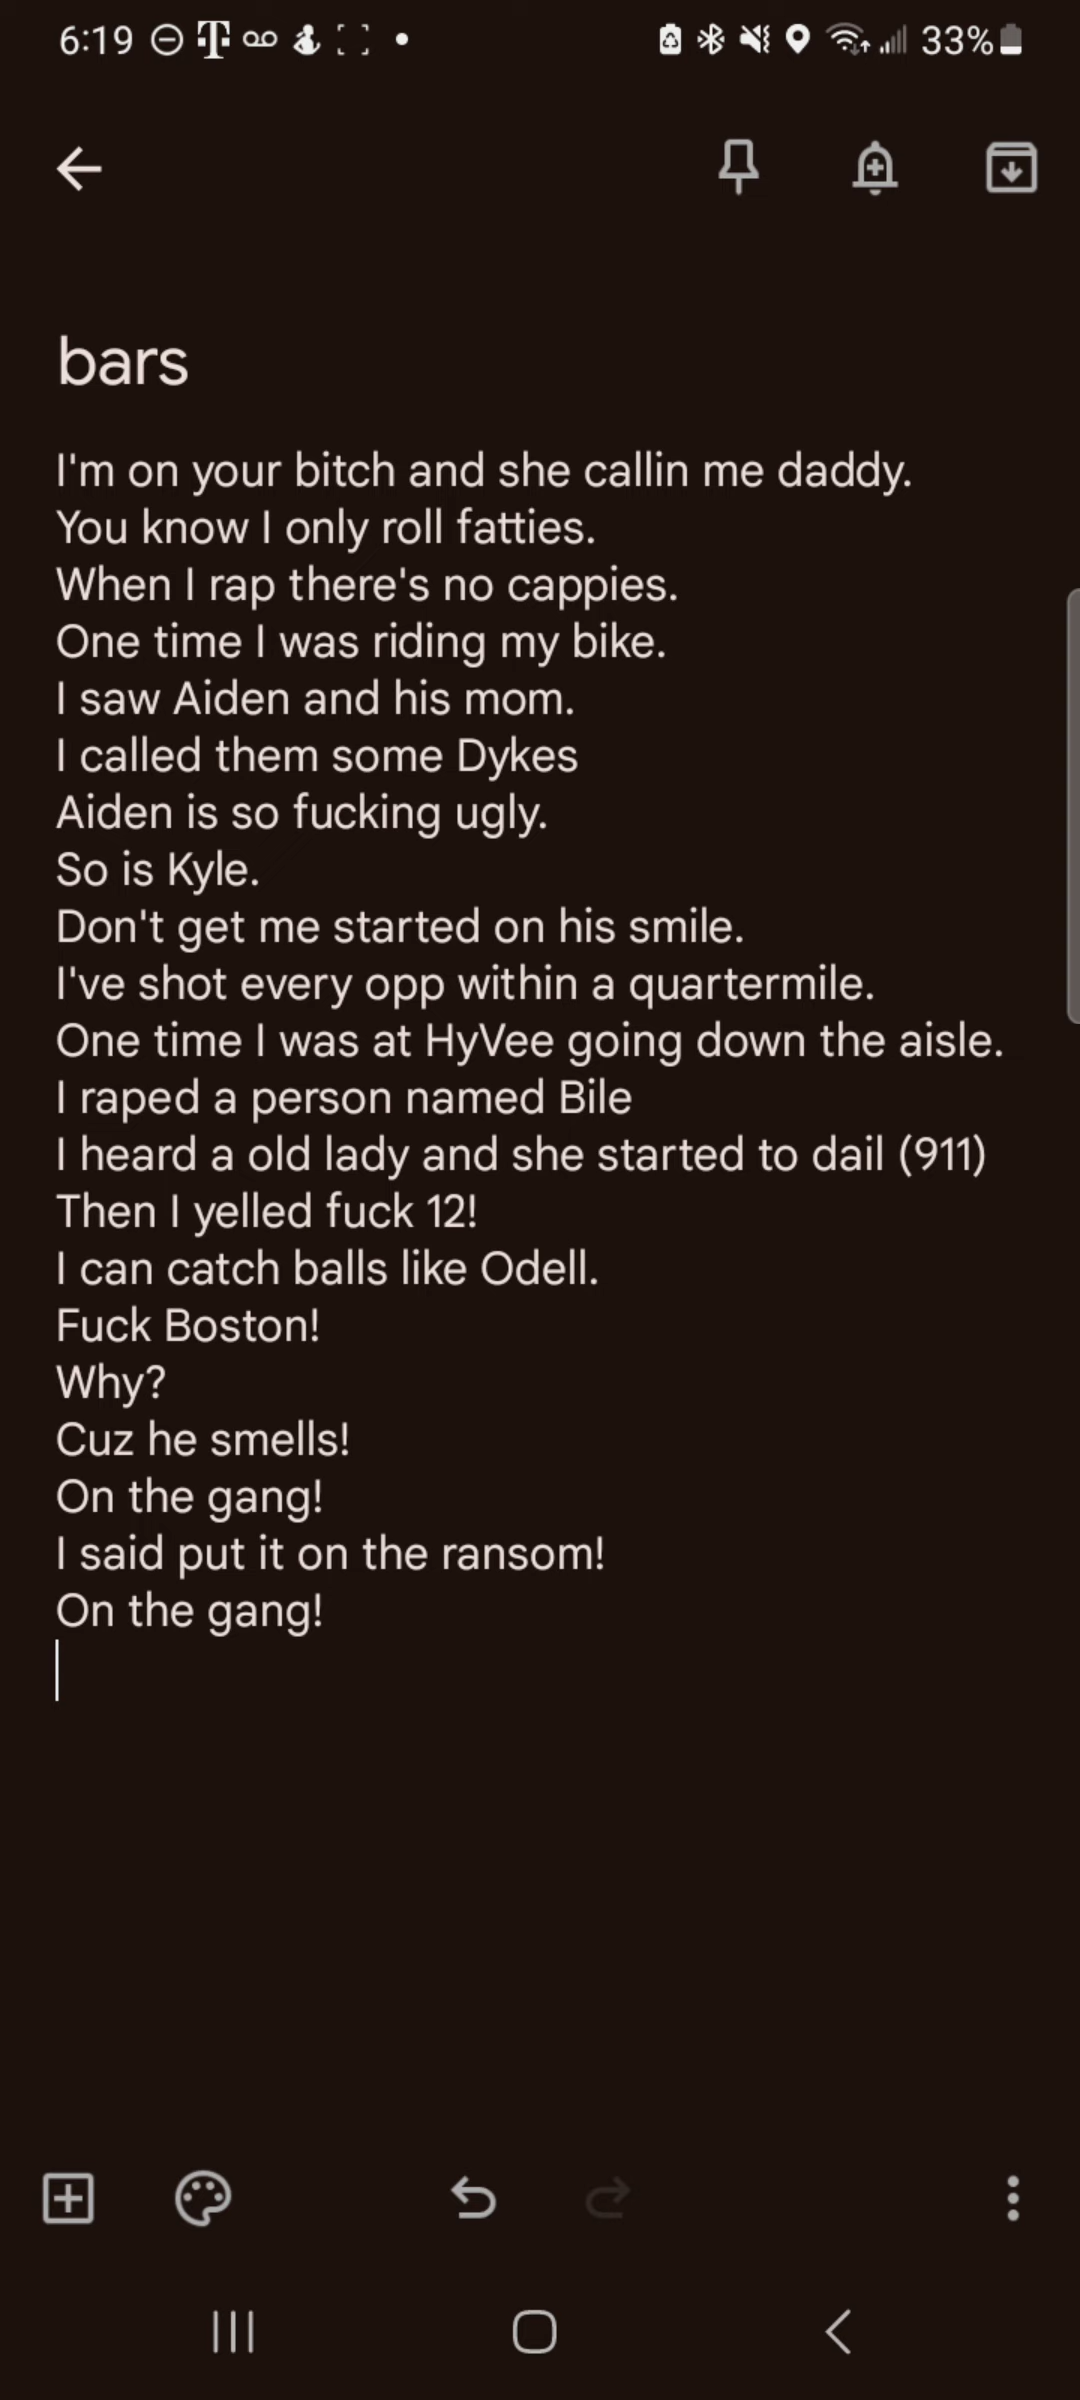 6:19
33%
bars
I'm on your bitch and she callin me daddy.
You know I only roll fatties.
When I rap there's no cappies.
One time I was riding my bike.
I saw Aiden and his mom.
I called them some Dykes
Aiden is so fucking ugly.
So is Kyle.
Don't get me started on his smile.
I've shot every opp within a quartermile.
One time I was at HyVee going down the aisle.
I raped a person named Bile
I heard a old lady and she started to dail (911)
Then I yelled fuck 12!
I can catch balls like Odell.
Fuck Boston!
Why?
Cuz he smells!
On the gang!
I said put it on the ransom!
On the gang!